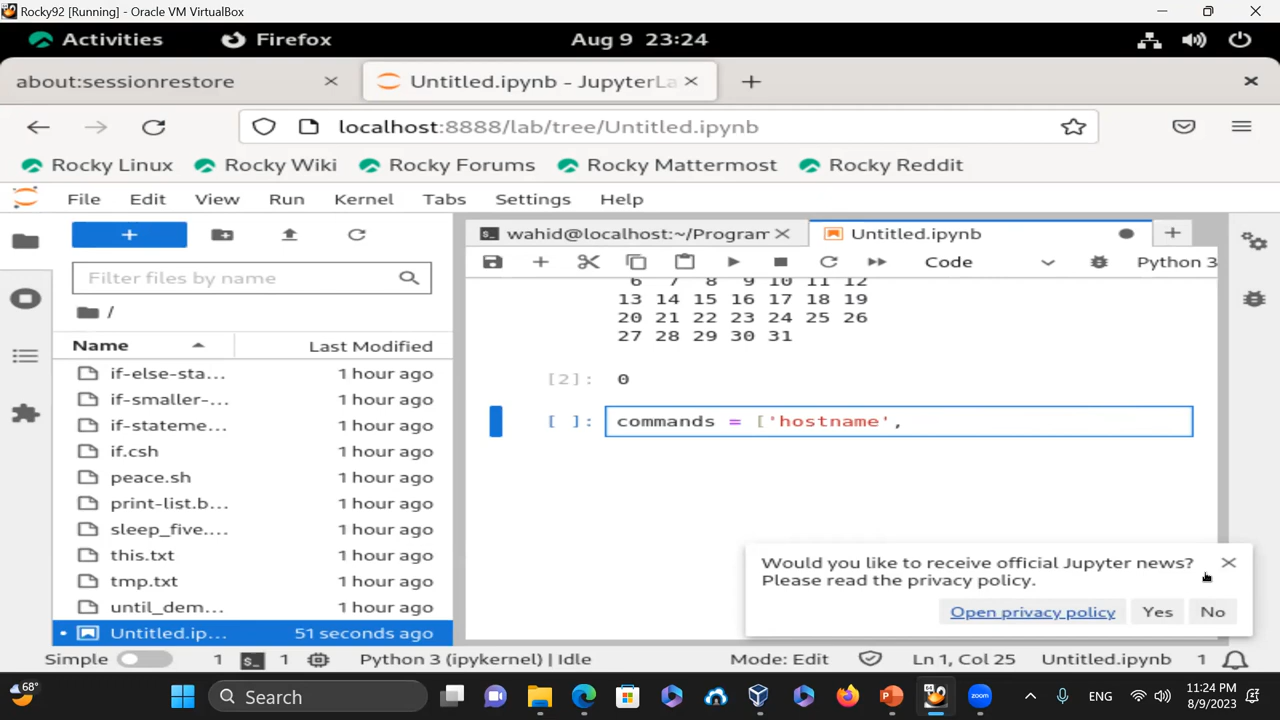 Rocky92 [Running] - Oracle VM VirtualBox
Activities Firefox Aug 9 23:24
about:sessionrestore Untitled.ipynb - JupyterLa
localhost:8888/lab/tree/Untitled.ipynb
Rocky Linux Rocky Wiki Rocky Forums Rocky Mattermost Rocky Reddit
File Edit View Run Kernel Tabs Settings Help
wahid@localhost:~/Program Untitled.ipynb
Code Python 3
Filter files by name
/
Name Last Modified
if-else-sta... 1 hour ago
if-smaller-... 1 hour ago
if-stateme... 1 hour ago
if.csh 1 hour ago
peace.sh 1 hour ago
print-list.b... 1 hour ago
sleep_five.... 1 hour ago
this.txt 1 hour ago
tmp.txt 1 hour ago
until_dem... 1 hour ago
Untitled.ip... 51 seconds ago
6 7 8 9 10 11 12
13 14 15 16 17 18 19
20 21 22 23 24 25 26
27 28 29 30 31
[2]: 0
[ ]: commands = ['hostname',
Would you like to receive official Jupyter news?
Please read the privacy policy.
Open privacy policy Yes No
Simple 1 1 Python 3 (ipykernel) | Idle Mode: Edit Ln 1, Col 25 Untitled.ipynb 1
68° Search ENG 11:24 PM
8/9/2023